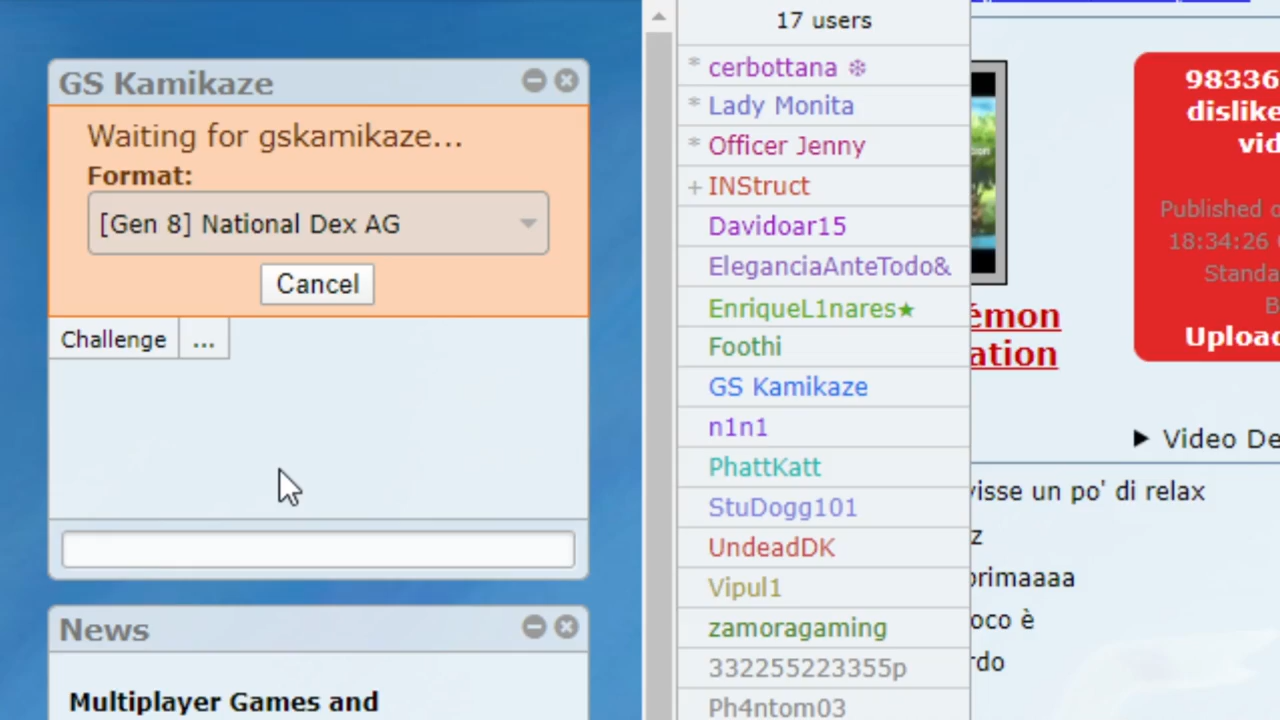 GS Kamikaze
Waiting for gskamikaze...
Format:
[Gen 8] National Dex AG
Cancel
Challenge
...
News
Multiplayer Games and
17 users
* cerbottana ❄
* Lady Monita
* Officer Jenny
+ INStruct
Davidoar15
EleganciaAnteTodo&
EnriqueL1nares★
Foothi
GS Kamikaze
n1n1
PhattKatt
StuDogg101
UndeadDK
Vipul1
zamoragaming
332255223355p
Ph4ntom03
émon
ation
98336
dislike
vid
Published o
18:34:26
Standa
B
Upload
▶ Video De
visse un po' di relax
z
primaaaa
oco è
rdo